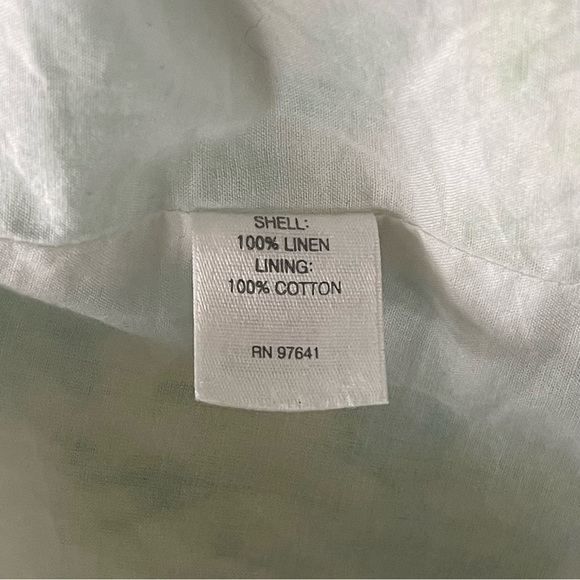 SHELL:
100% LINEN
LINING:
100% COTTON
RN 97641